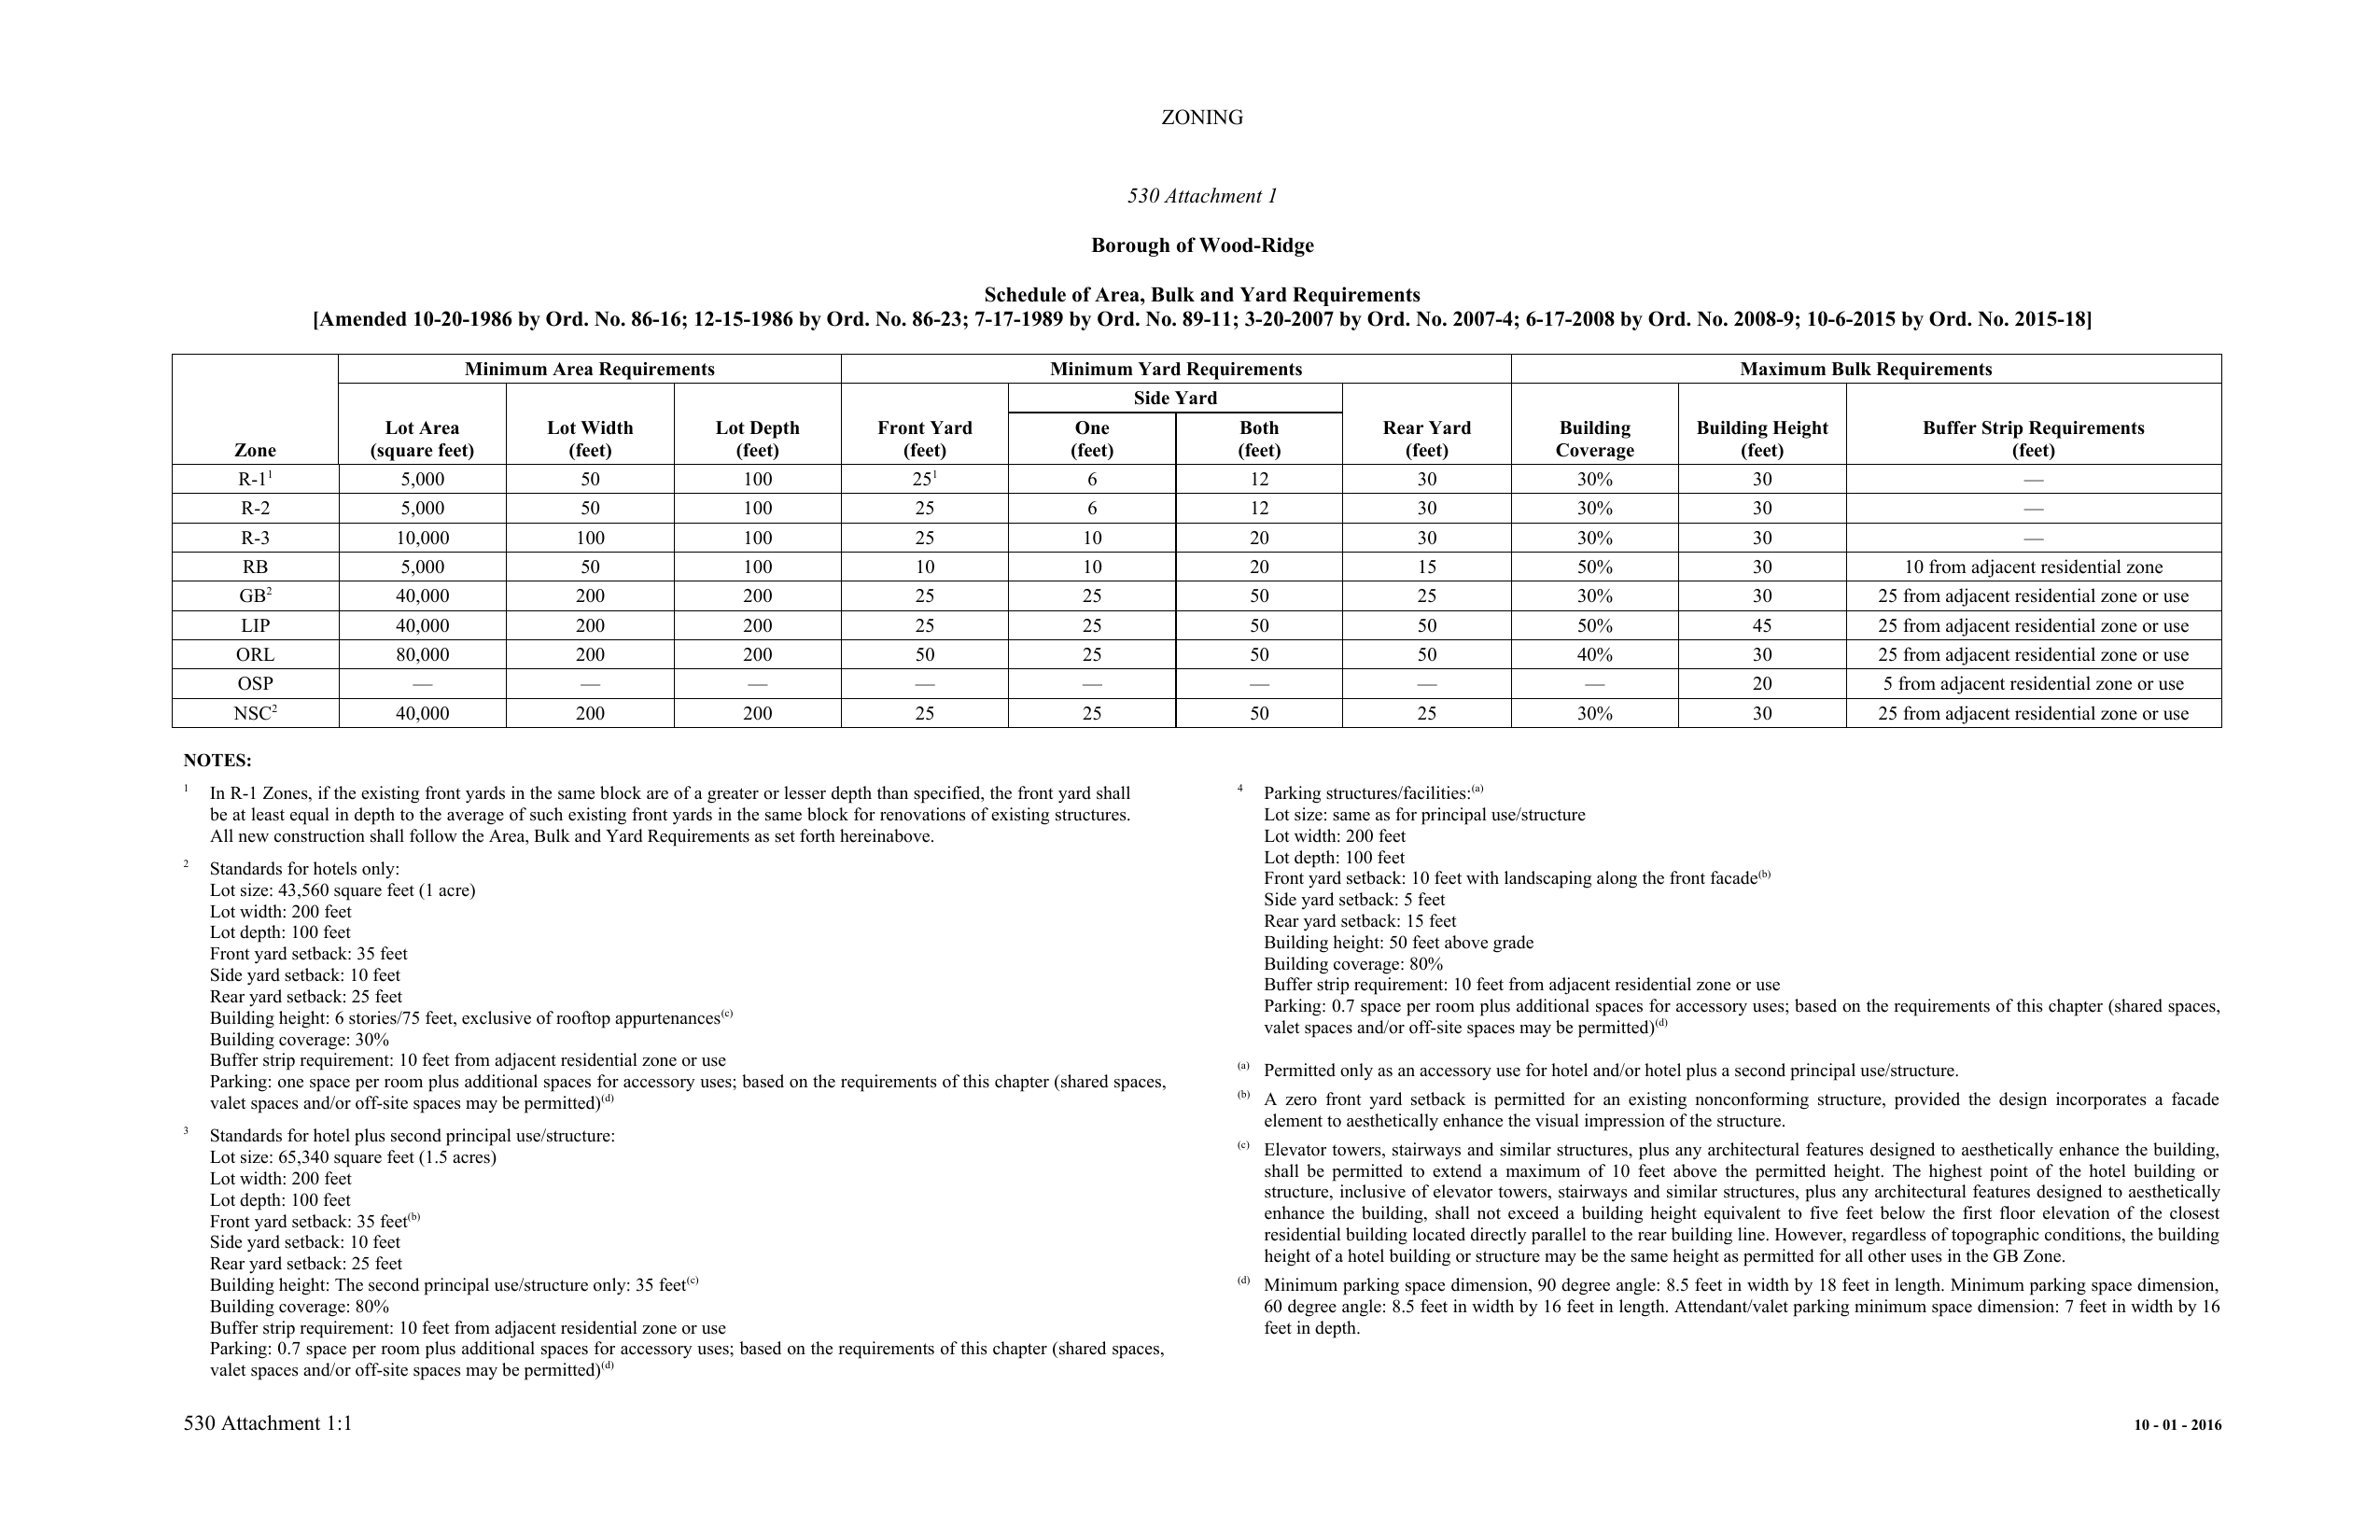 ZONING
530 Attachment 1
Borough of Wood-Ridge
Schedule of Area, Bulk and Yard Requirements
[Amended 10-20-1986 by Ord. No. 86-16; 12-15-1986 by Ord. No. 86-23; 7-17-1989 by Ord. No. 89-11; 3-20-2007 by Ord. No. 2007-4; 6-17-2008 by Ord. No. 2008-9; 10-6-2015 by Ord. No. 2015-18]
Minimum Area Requirements Minimum Yard Requirements Maximum Bulk Requirements
Side Yard
Lot Area Lot Width Lot Depth Front Yard One Both Rear Yard Building Building Height Buffer Strip Requirements
Zone (square feet) (feet) (feet) (feet) (feet) (feet) (feet) Coverage (feet) (feet)
R-1¹ 5,000 50 100 25¹ 6 12 30 30% 30 —
R-2 5,000 50 100 25 6 12 30 30% 30 —
R-3 10,000 100 100 25 10 20 30 30% 30 —
RB 5,000 50 100 10 10 20 15 50% 30 10 from adjacent residential zone
GB² 40,000 200 200 25 25 50 25 30% 30 25 from adjacent residential zone or use
LIP 40,000 200 200 25 25 50 50 50% 45 25 from adjacent residential zone or use
ORL 80,000 200 200 50 25 50 50 40% 30 25 from adjacent residential zone or use
OSP — — — — — — — — 20 5 from adjacent residential zone or use
NSC² 40,000 200 200 25 25 50 25 30% 30 25 from adjacent residential zone or use
NOTES:
¹ In R-1 Zones, if the existing front yards in the same block are of a greater or lesser depth than specified, the front yard shall
be at least equal in depth to the average of such existing front yards in the same block for renovations of existing structures.
All new construction shall follow the Area, Bulk and Yard Requirements as set forth hereinabove.
² Standards for hotels only:
Lot size: 43,560 square feet (1 acre)
Lot width: 200 feet
Lot depth: 100 feet
Front yard setback: 35 feet
Side yard setback: 10 feet
Rear yard setback: 25 feet
Building height: 6 stories/75 feet, exclusive of rooftop appurtenances(c)
Building coverage: 30%
Buffer strip requirement: 10 feet from adjacent residential zone or use
Parking: one space per room plus additional spaces for accessory uses; based on the requirements of this chapter (shared spaces,
valet spaces and/or off-site spaces may be permitted)(d)
³ Standards for hotel plus second principal use/structure:
Lot size: 65,340 square feet (1.5 acres)
Lot width: 200 feet
Lot depth: 100 feet
Front yard setback: 35 feet(b)
Side yard setback: 10 feet
Rear yard setback: 25 feet
Building height: The second principal use/structure only: 35 feet(c)
Building coverage: 80%
Buffer strip requirement: 10 feet from adjacent residential zone or use
Parking: 0.7 space per room plus additional spaces for accessory uses; based on the requirements of this chapter (shared spaces,
valet spaces and/or off-site spaces may be permitted)(d)
⁴ Parking structures/facilities:(a)
Lot size: same as for principal use/structure
Lot width: 200 feet
Lot depth: 100 feet
Front yard setback: 10 feet with landscaping along the front facade(b)
Side yard setback: 5 feet
Rear yard setback: 15 feet
Building height: 50 feet above grade
Building coverage: 80%
Buffer strip requirement: 10 feet from adjacent residential zone or use
Parking: 0.7 space per room plus additional spaces for accessory uses; based on the requirements of this chapter (shared spaces,
valet spaces and/or off-site spaces may be permitted)(d)
(a) Permitted only as an accessory use for hotel and/or hotel plus a second principal use/structure.
(b) A zero front yard setback is permitted for an existing nonconforming structure, provided the design incorporates a facade
element to aesthetically enhance the visual impression of the structure.
(c) Elevator towers, stairways and similar structures, plus any architectural features designed to aesthetically enhance the building,
shall be permitted to extend a maximum of 10 feet above the permitted height. The highest point of the hotel building or
structure, inclusive of elevator towers, stairways and similar structures, plus any architectural features designed to aesthetically
enhance the building, shall not exceed a building height equivalent to five feet below the first floor elevation of the closest
residential building located directly parallel to the rear building line. However, regardless of topographic conditions, the building
height of a hotel building or structure may be the same height as permitted for all other uses in the GB Zone.
(d) Minimum parking space dimension, 90 degree angle: 8.5 feet in width by 18 feet in length. Minimum parking space dimension,
60 degree angle: 8.5 feet in width by 16 feet in length. Attendant/valet parking minimum space dimension: 7 feet in width by 16
feet in depth.
530 Attachment 1:1
10 - 01 - 2016